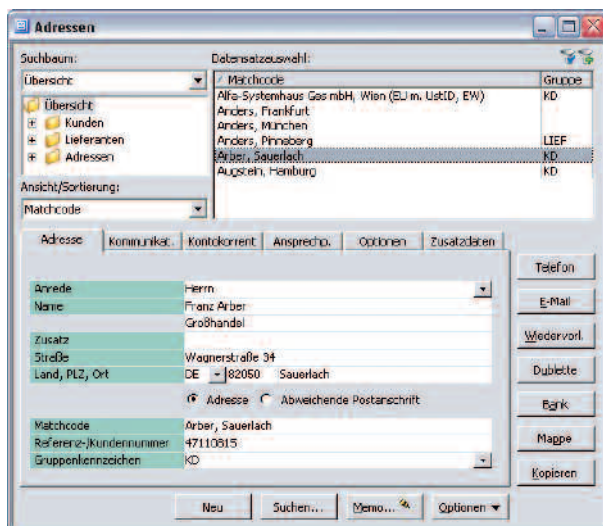 Adressen
Suchbaum:
Übersicht
Übersicht
Kunden
Lieferanten
Adressen
Ansicht/Sortierung:
Matchcode
Datensatzauswahl:
Matchcode Gruppe
Alfa-Systemhaus Ges mbH, Wien (EU m. UstID, EW) KD
Anders, Frankfurt
Anders, München
Anders, Pinneberg LIEF
Arber, Sauerlach KD
Augstein, Hamburg KD
Adresse Kommunikat. Kontokorrent Ansprechp. Optionen Zusatzdaten
Anrede Herrn
Name Franz Arber
Großhandel
Zusatz
Straße Wagnerstraße 34
Land, PLZ, Ort DE 82050 Sauerlach
Adresse Abweichende Postanschrift
Matchcode Arber, Sauerlach
Referenz-/Kundennummer 47110815
Gruppenkennzeichen KD
Telefon
E-Mail
Wiedervorl.
Dublette
Bank
Mappe
Kopieren
Neu Suchen... Memo... Optionen